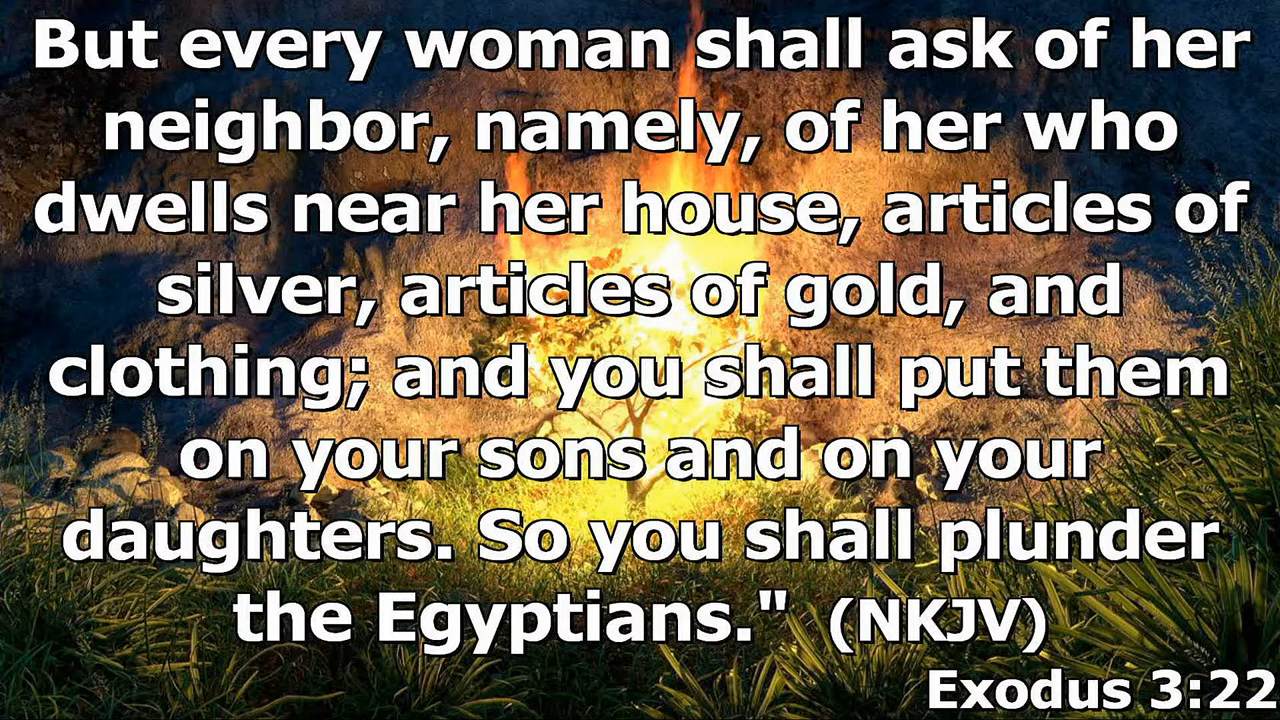 But every woman shall ask of her
neighbor, namely, of her who
dwells near her house, articles of
silver, articles of gold, and
clothing; and you shall put them
on your sons and on your
daughters. So you shall plunder
the Egyptians." (NKJV)
Exodus 3:22